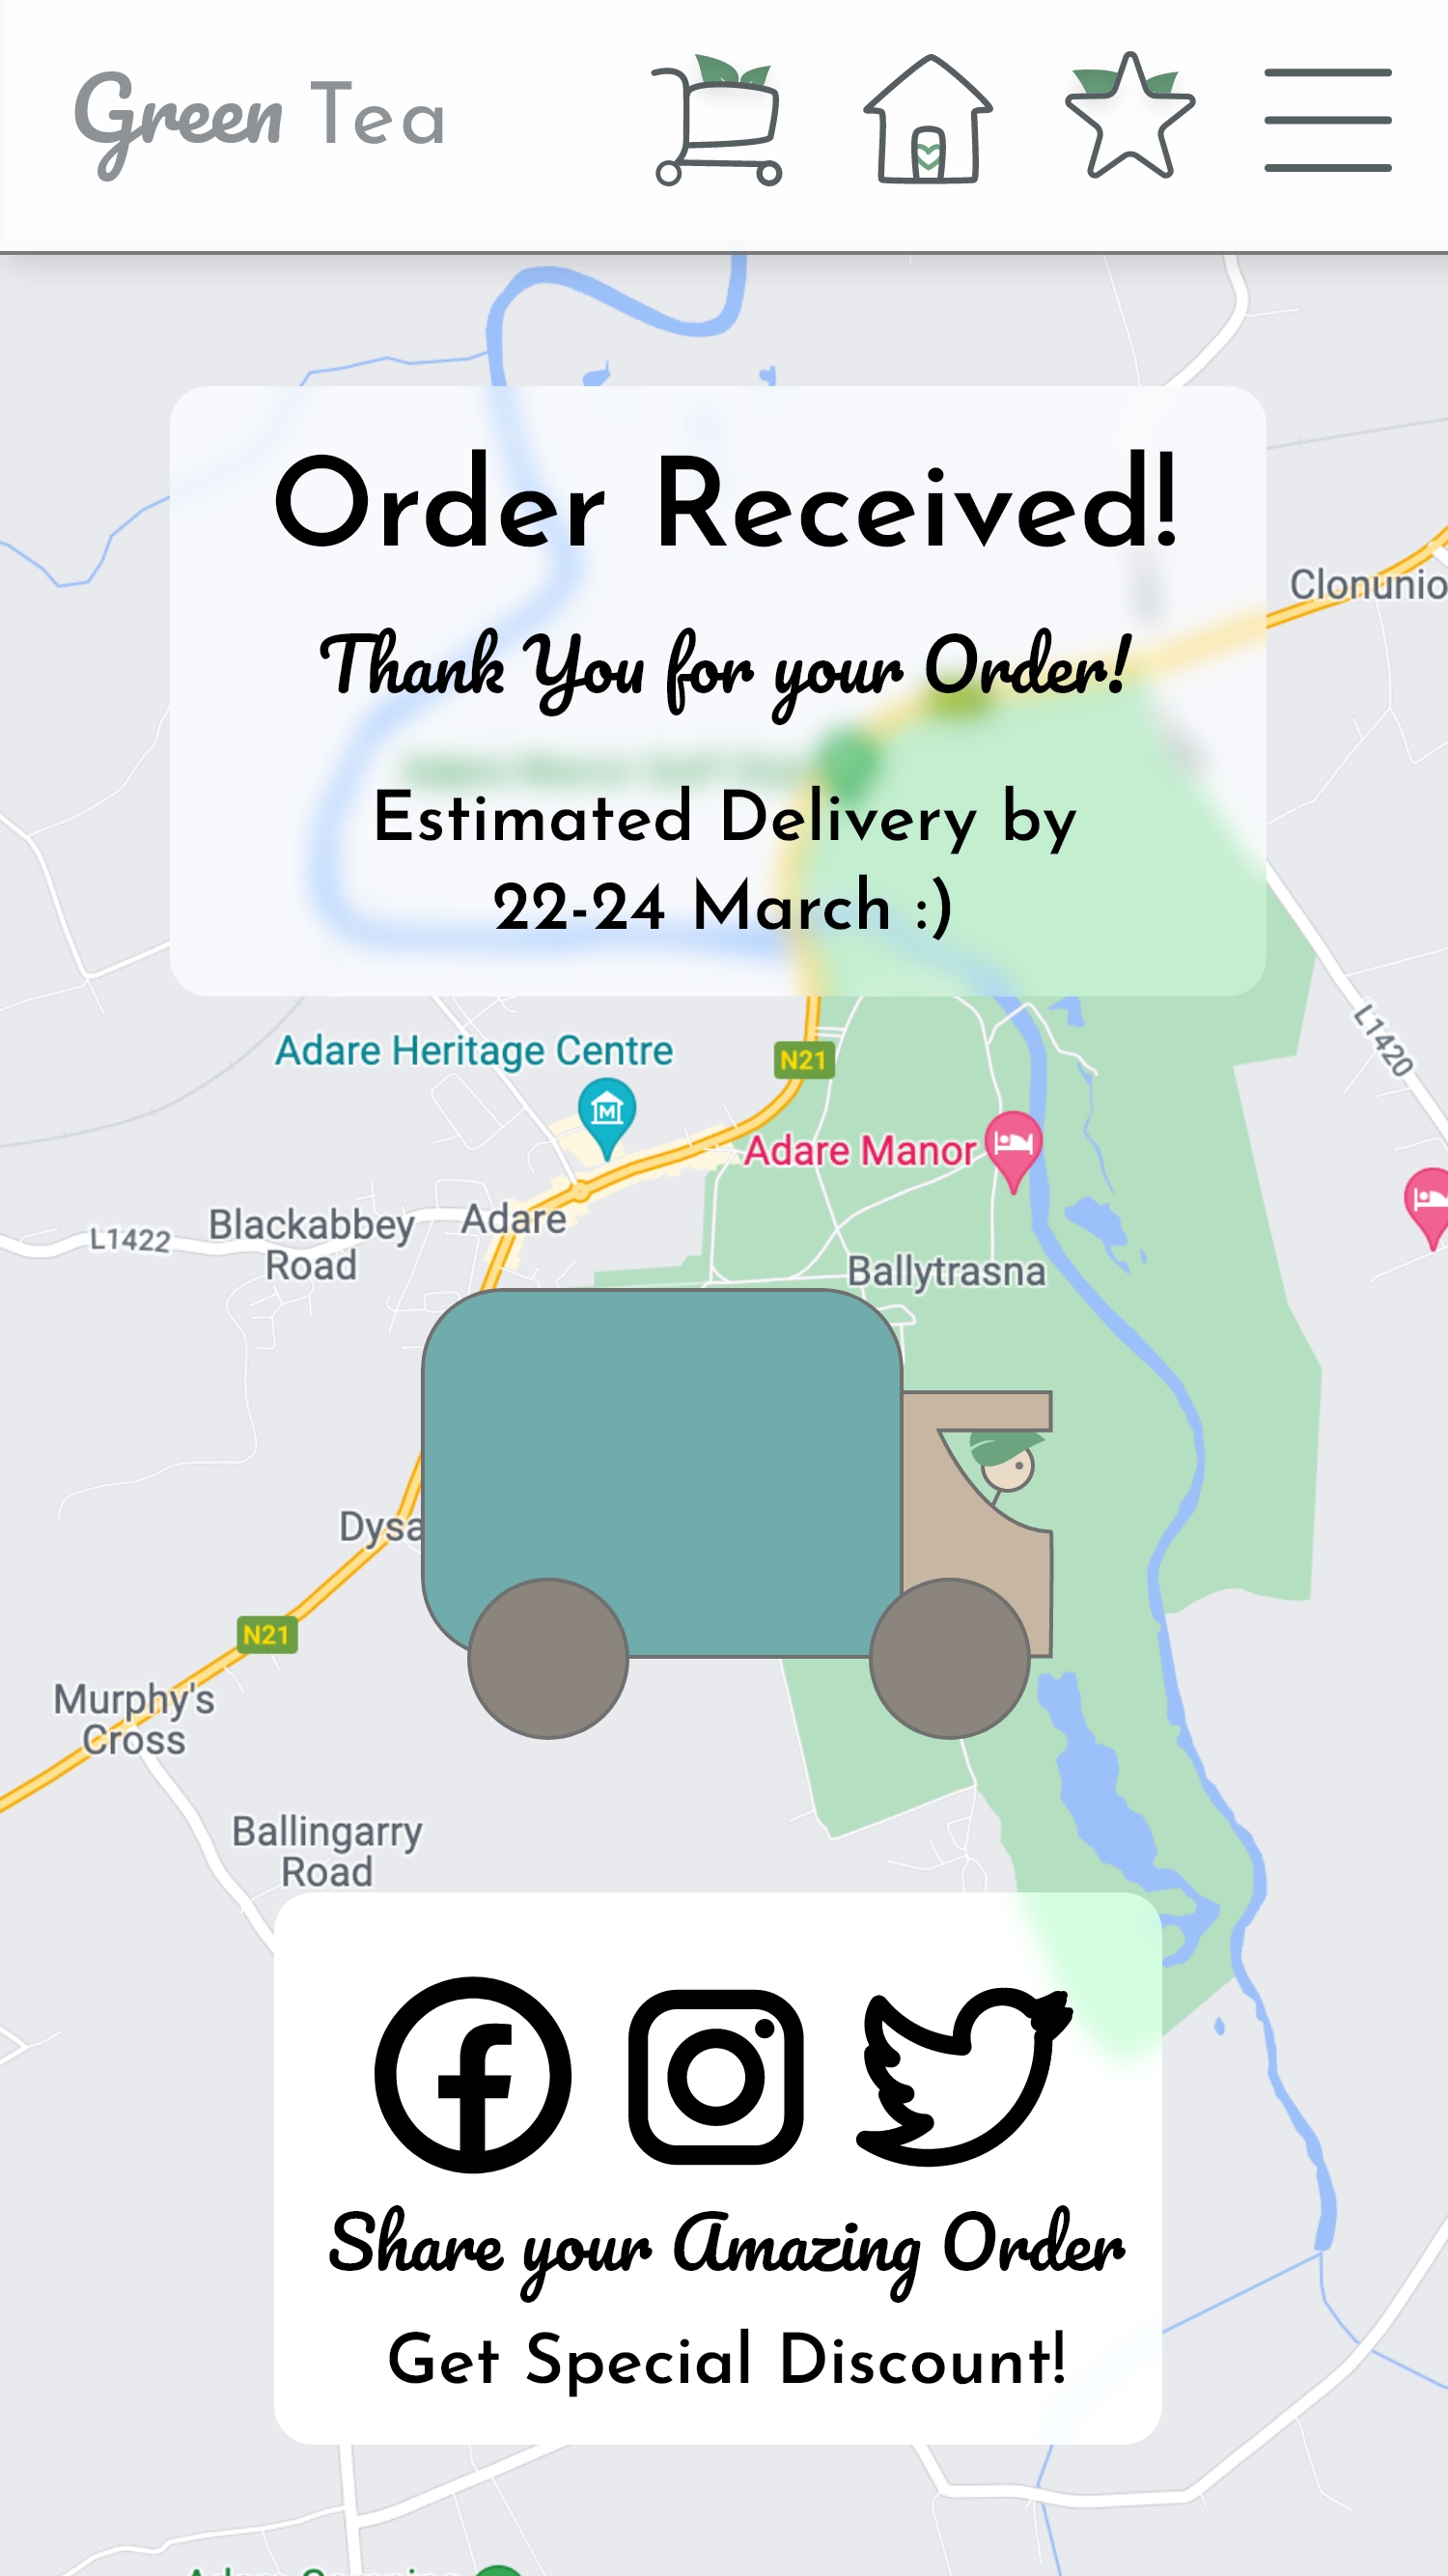 Green Tea
Order Received!
Clonunio
Thank You for your Order!
Estimated Delivery by
22-24 March :)
L1420
Adare Heritage Centre
N21
M
Adare Manor
Blackabbey
Road
Adare
L1422
Ballytrasna
Dysa
N21
Murphy's
Cross
Ballingarry
Road
Share your Amazing Order
Get Special Discount!